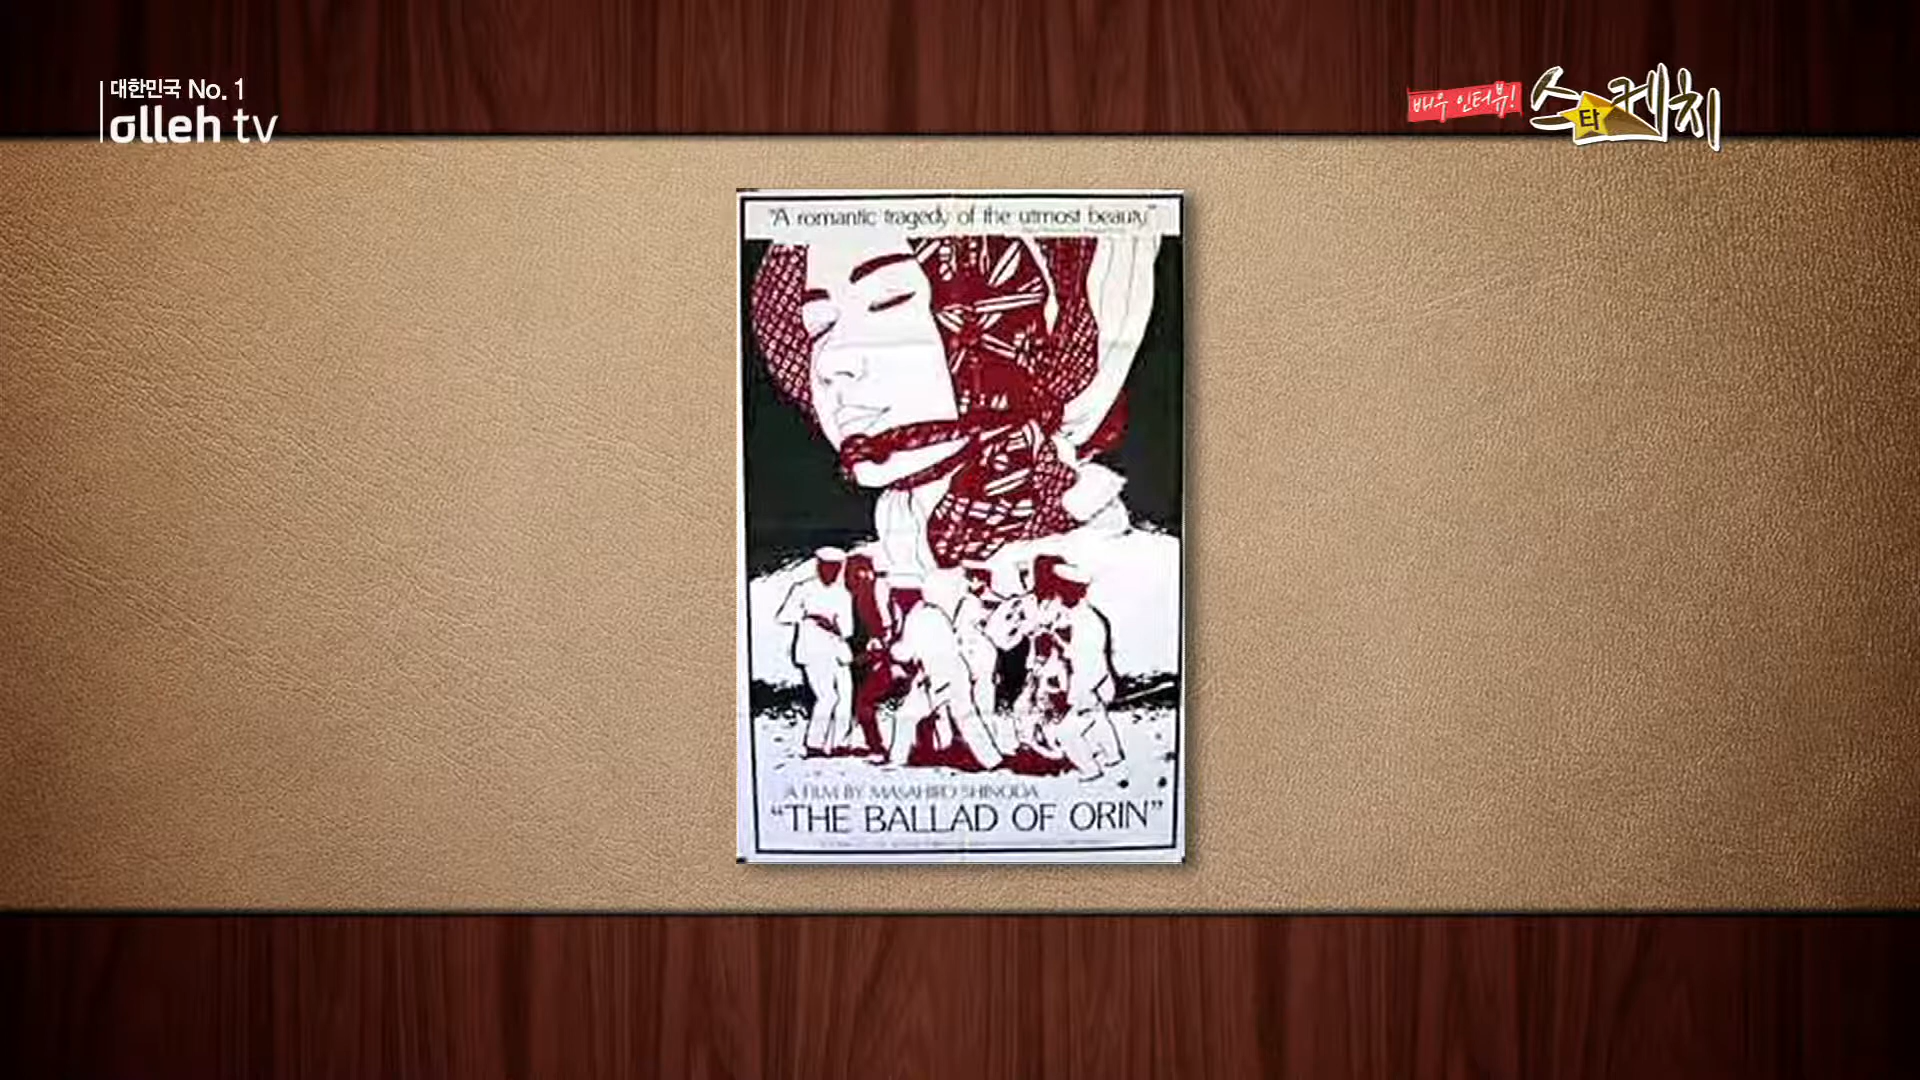 대한민국 No. 1
olleh tv
배우 인터뷰!
스타케치
"A romantic tragedy of the utmost beauty"
A FILM BY MASAHIRO SHINODA
"THE BALLAD OF ORIN"